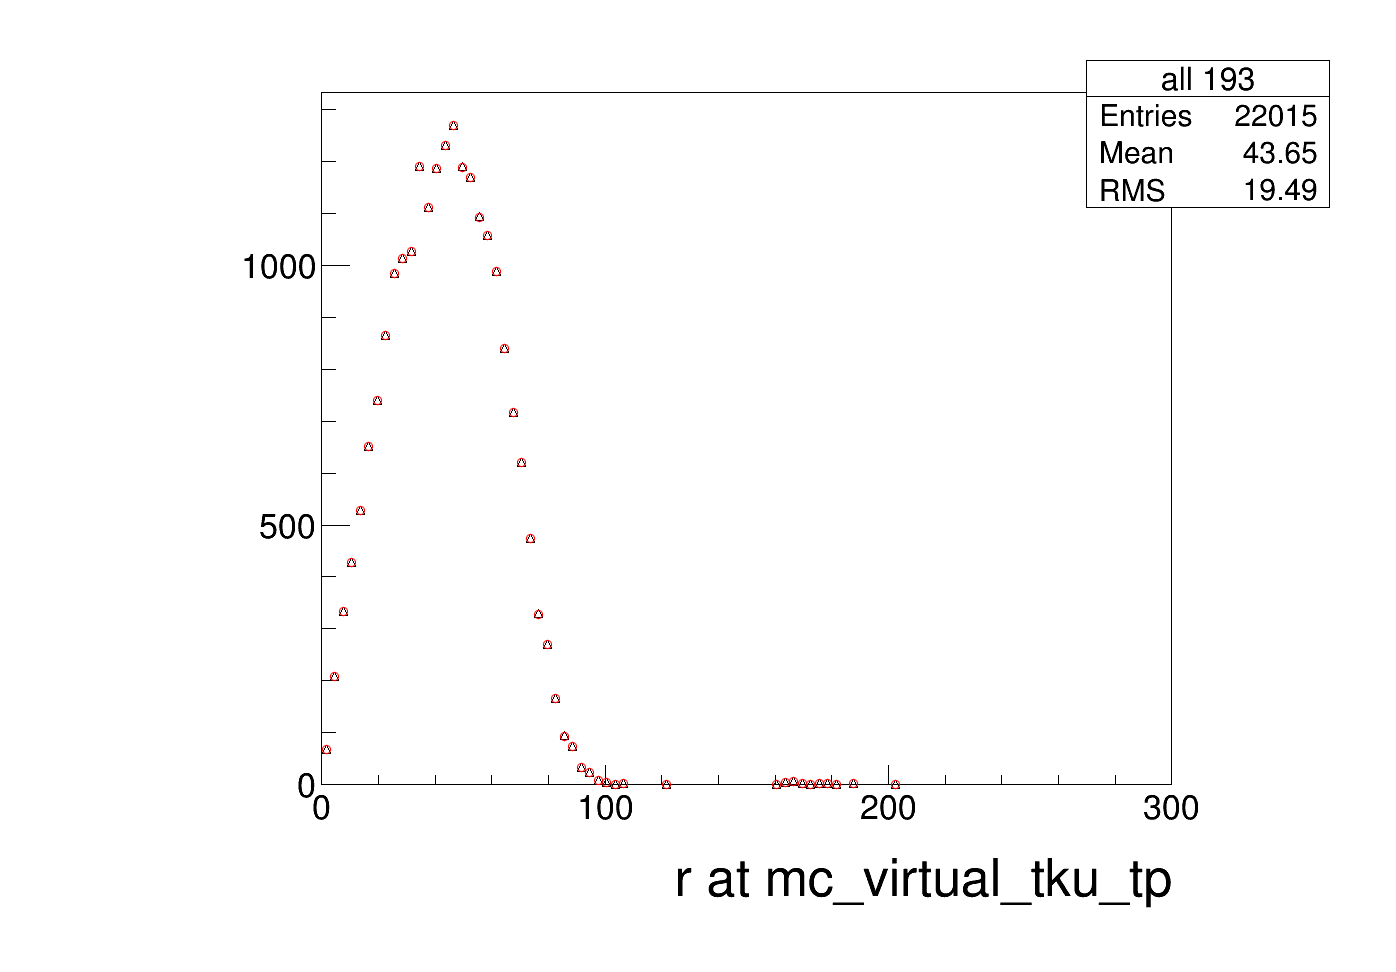 all 193
Entries 22015
Mean 43.65
RMS 19.49
1000
500
0
0 100 200 300
r at mc_virtual_tku_tp